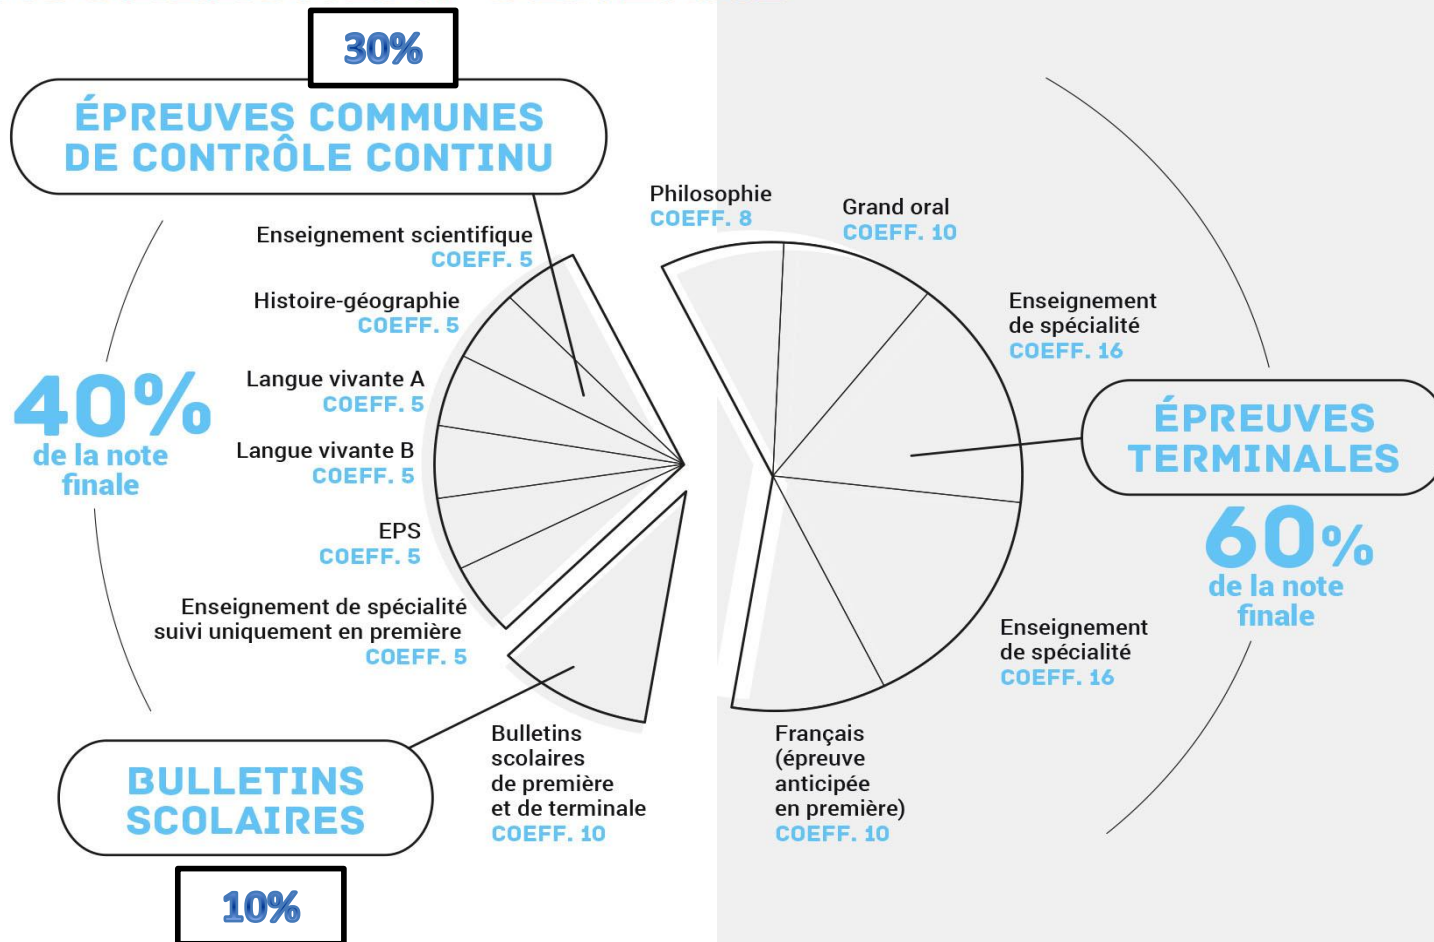 30%
ÉPREUVES COMMUNES
DE CONTRÔLE CONTINU
Enseignement scientifique
COEFF. 5
Histoire-géographie
COEFF. 5
Langue vivante A
COEFF. 5
Langue vivante B
COEFF. 5
EPS
COEFF. 5
Enseignement de spécialité
suivi uniquement en première
COEFF. 5
40%
de la note
finale
BULLETINS
SCOLAIRES
10%
Bulletins
scolaires
de première
et de terminale
COEFF. 10
Philosophie
COEFF. 8
Grand oral
COEFF. 10
Enseignement
de spécialité
COEFF. 16
ÉPREUVES
TERMINALES
60%
de la note
finale
Enseignement
de spécialité
COEFF. 16
Français
(épreuve
anticipée
en première)
COEFF. 10